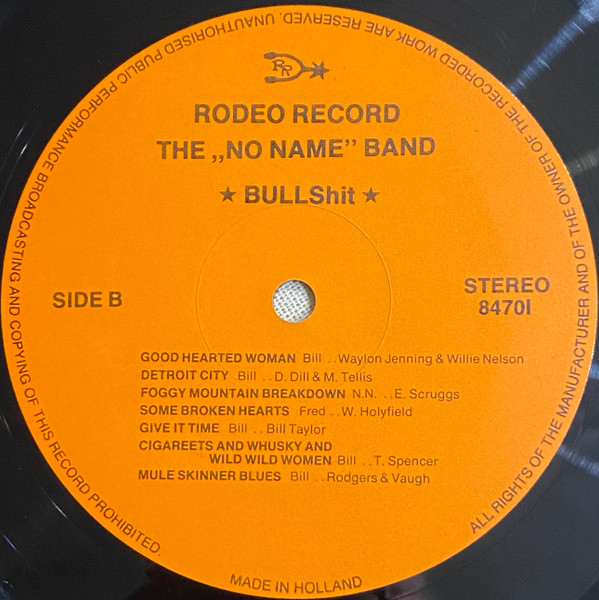 RR
RODEO RECORD
THE „NO NAME” BAND
★ BULLShit ★
SIDE B
STEREO
8470I
GOOD HEARTED WOMAN Bill ..Waylon Jenning & Willie Nelson
DETROIT CITY Bill ..D. Dill & M. Tellis
FOGGY MOUNTAIN BREAKDOWN N.N. ..E. Scruggs
SOME BROKEN HEARTS Fred ..W. Holyfield
GIVE IT TIME Bill ..Bill Taylor
CIGAREETS AND WHUSKY AND
WILD WILD WOMEN Bill ..T. Spencer
MULE SKINNER BLUES Bill ..Rodgers & Vaugh
ALL RIGHTS OF THE MANUFACTURER AND OF THE OWNER OF THE RECORDED WORK ARE RESERVED. UNAUTHORISED PUBLIC PERFORMANCE BROADCASTING AND COPYING OF THIS RECORD PROHIBITED.
MADE IN HOLLAND